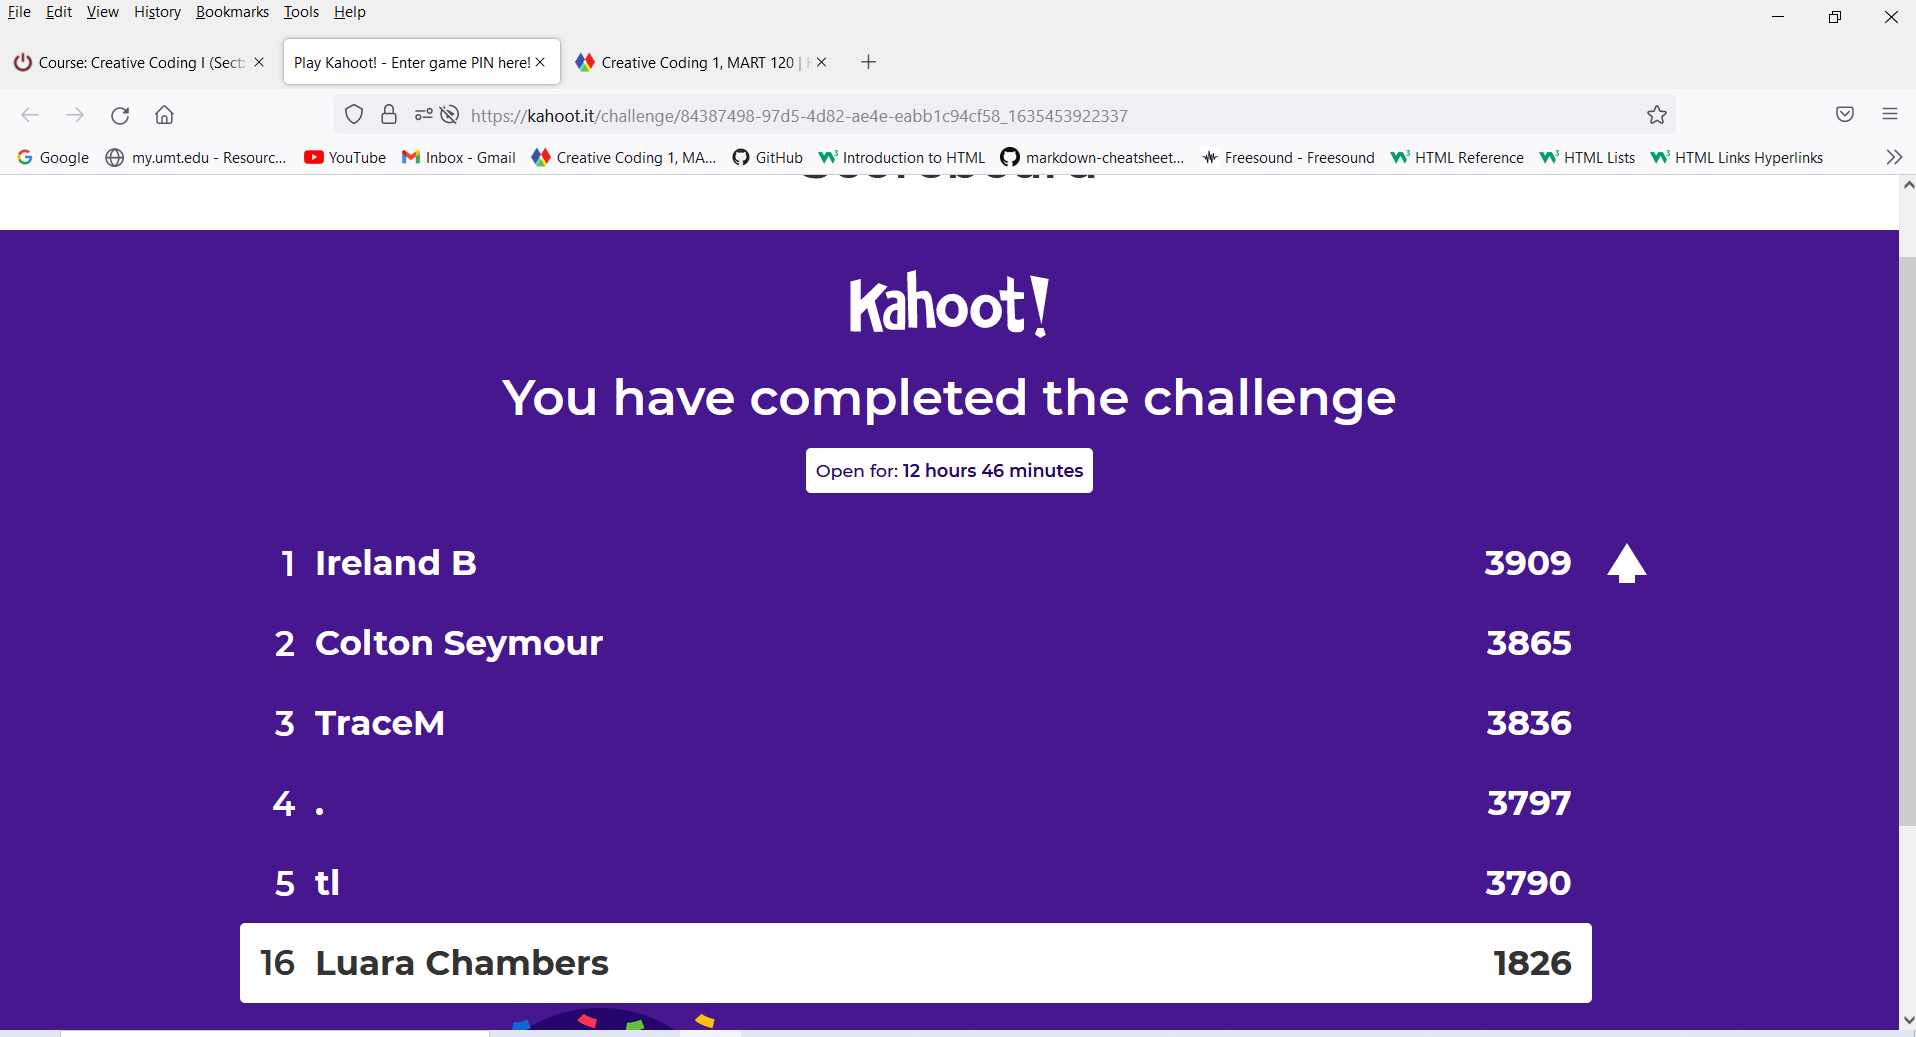 File Edit View History Bookmarks Tools Help
Course: Creative Coding I (Sect:
Play Kahoot! - Enter game PIN here!
Creative Coding 1, MART 120 |
https://kahoot.it/challenge/84387498-97d5-4d82-ae4e-eabb1c94cf58_1635453922337
Google my.umt.edu - Resourc... YouTube Inbox - Gmail Creative Coding 1, MA... GitHub Introduction to HTML markdown-cheatsheet... Freesound - Freesound HTML Reference HTML Lists HTML Links Hyperlinks
Scoreboard
Kahoot!
You have completed the challenge
Open for: 12 hours 46 minutes
1 Ireland B 3909
2 Colton Seymour 3865
3 TraceM 3836
4 . 3797
5 tl 3790
16 Luara Chambers 1826